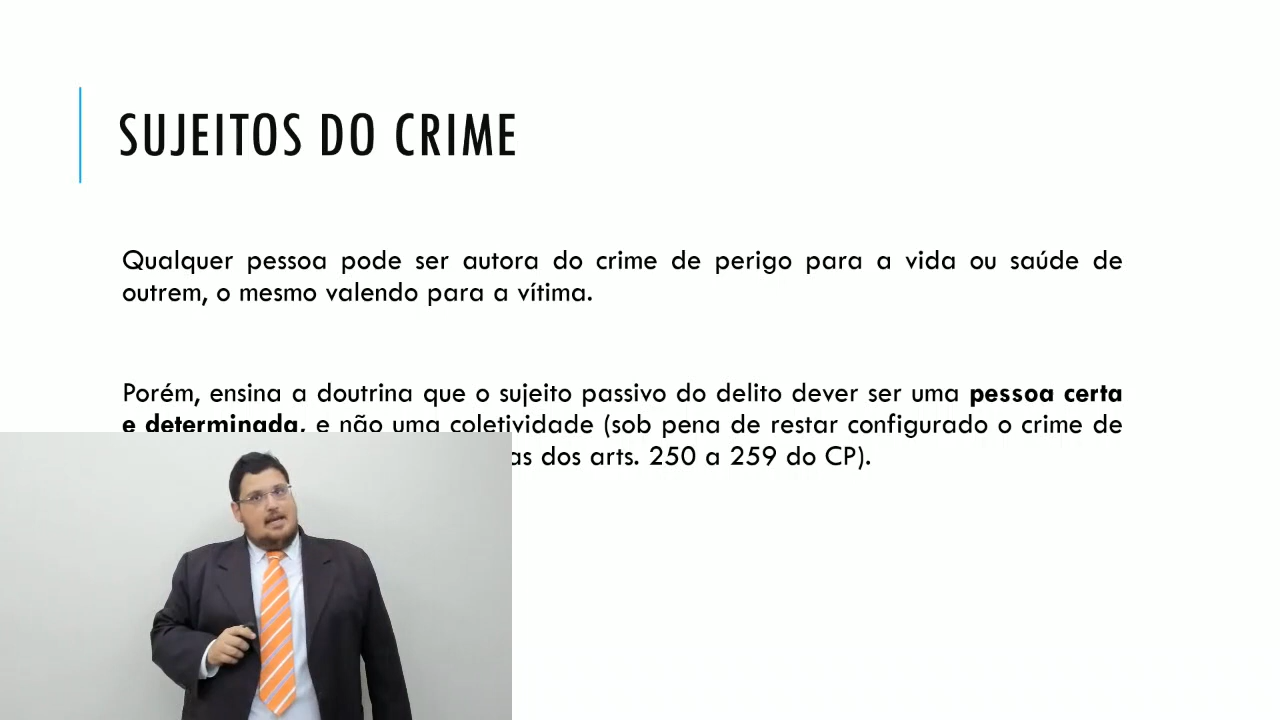 SUJEITOS DO CRIME
Qualquer pessoa pode ser autora do crime de perigo para a vida ou saúde de
outrem, o mesmo valendo para a vítima.
Porém, ensina a doutrina que o sujeito passivo do delito dever ser uma pessoa certa
e determinada, e não uma coletividade (sob pena de restar configurado o crime de
as dos arts. 250 a 259 do CP).